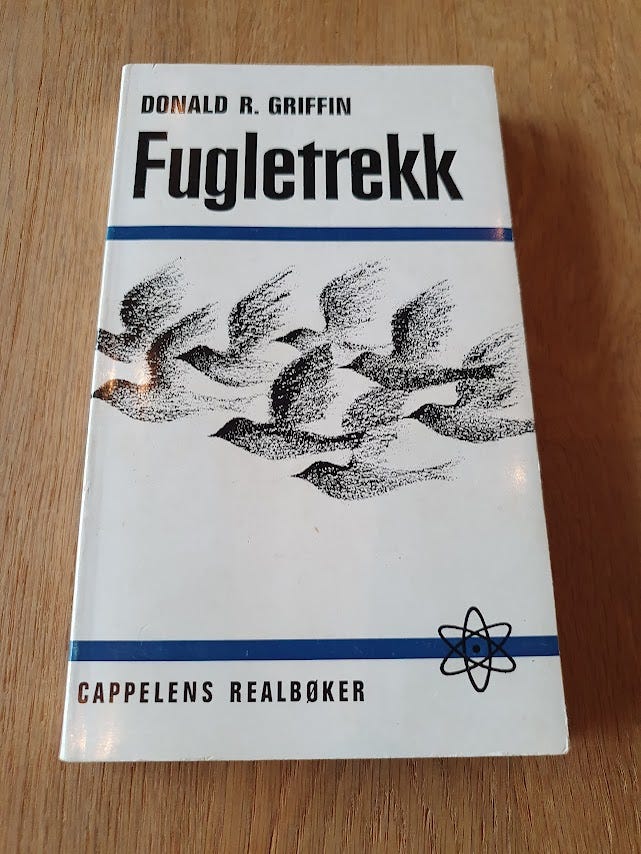 DONALD R. GRIFFIN
Fugletrekk
CAPPELENS REALBØKER